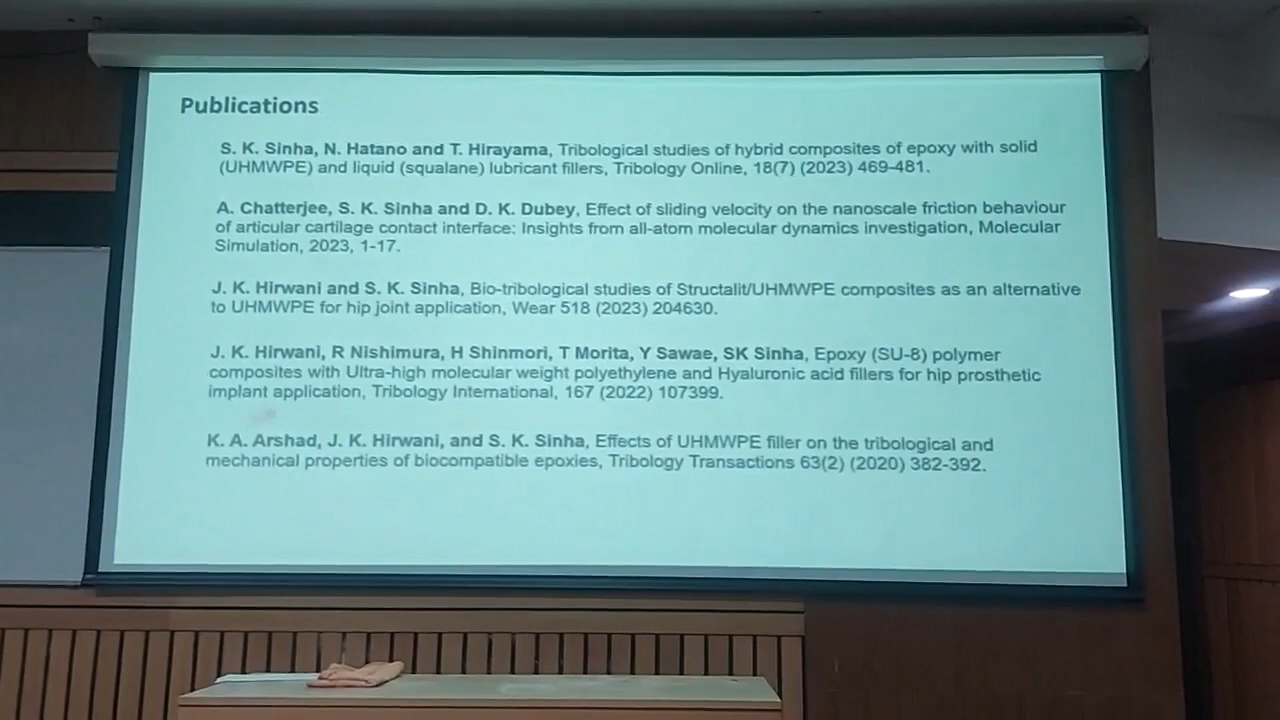 Publications
S. K. Sinha, N. Hatano and T. Hirayama, Tribological studies of hybrid composites of epoxy with solid
(UHMWPE) and liquid (squalane) lubricant fillers, Tribology Online, 18(7) (2023) 469-481.
A. Chatterjee, S. K. Sinha and D. K. Dubey, Effect of sliding velocity on the nanoscale friction behaviour
of articular cartilage contact interface: Insights from all-atom molecular dynamics investigation, Molecular
Simulation, 2023, 1-17.
J. K. Hirwani and S. K. Sinha, Bio-tribological studies of Structalit/UHMWPE composites as an alternative
to UHMWPE for hip joint application, Wear 518 (2023) 204630.
J. K. Hirwani, R Nishimura, H Shinmori, T Morita, Y Sawae, SK Sinha, Epoxy (SU-8) polymer
composites with Ultra-high molecular weight polyethylene and Hyaluronic acid fillers for hip prosthetic
implant application, Tribology International, 167 (2022) 107399.
K. A. Arshad, J. K. Hirwani, and S. K. Sinha, Effects of UHMWPE filler on the tribological and
mechanical properties of biocompatible epoxies, Tribology Transactions 63(2) (2020) 382-392.